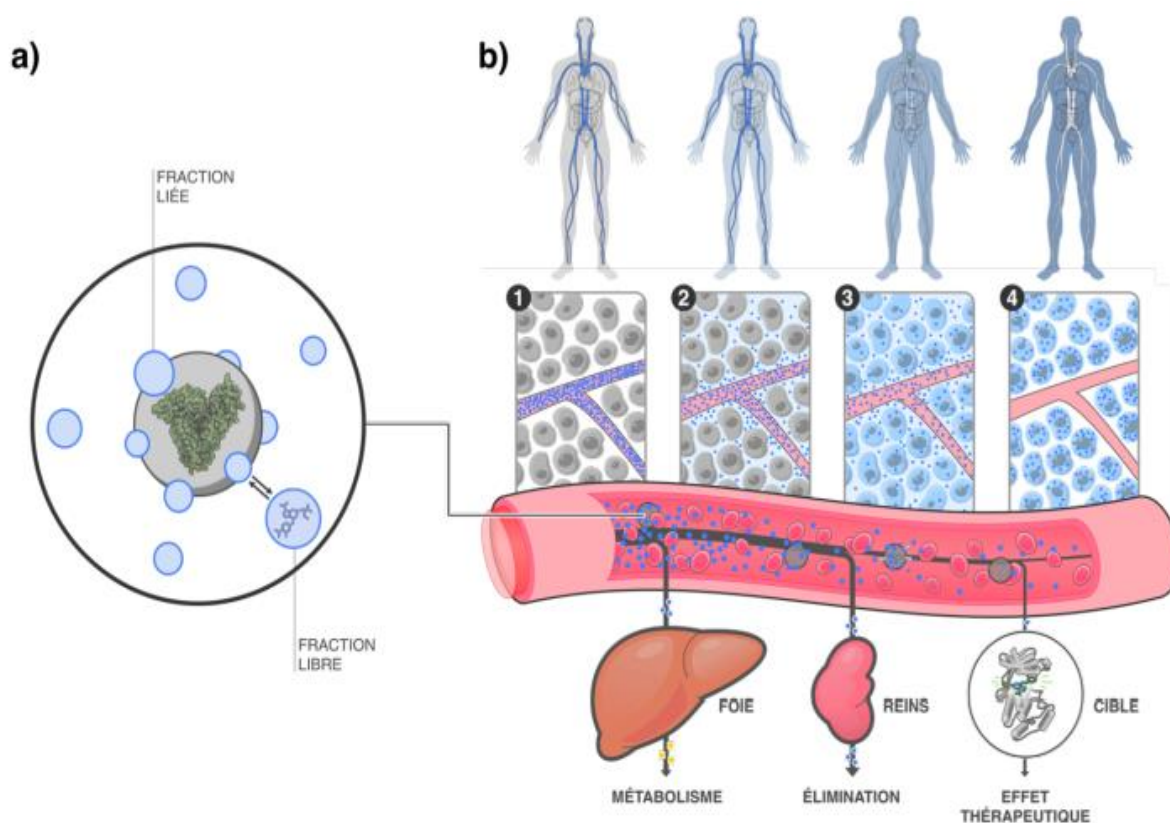 a)
FRACTION
LIÉE
FRACTION
LIBRE
b)
1
2
3
4
FOIE
REINS
CIBLE
MÉTABOLISME
ÉLIMINATION
EFFET
THÉRAPEUTIQUE